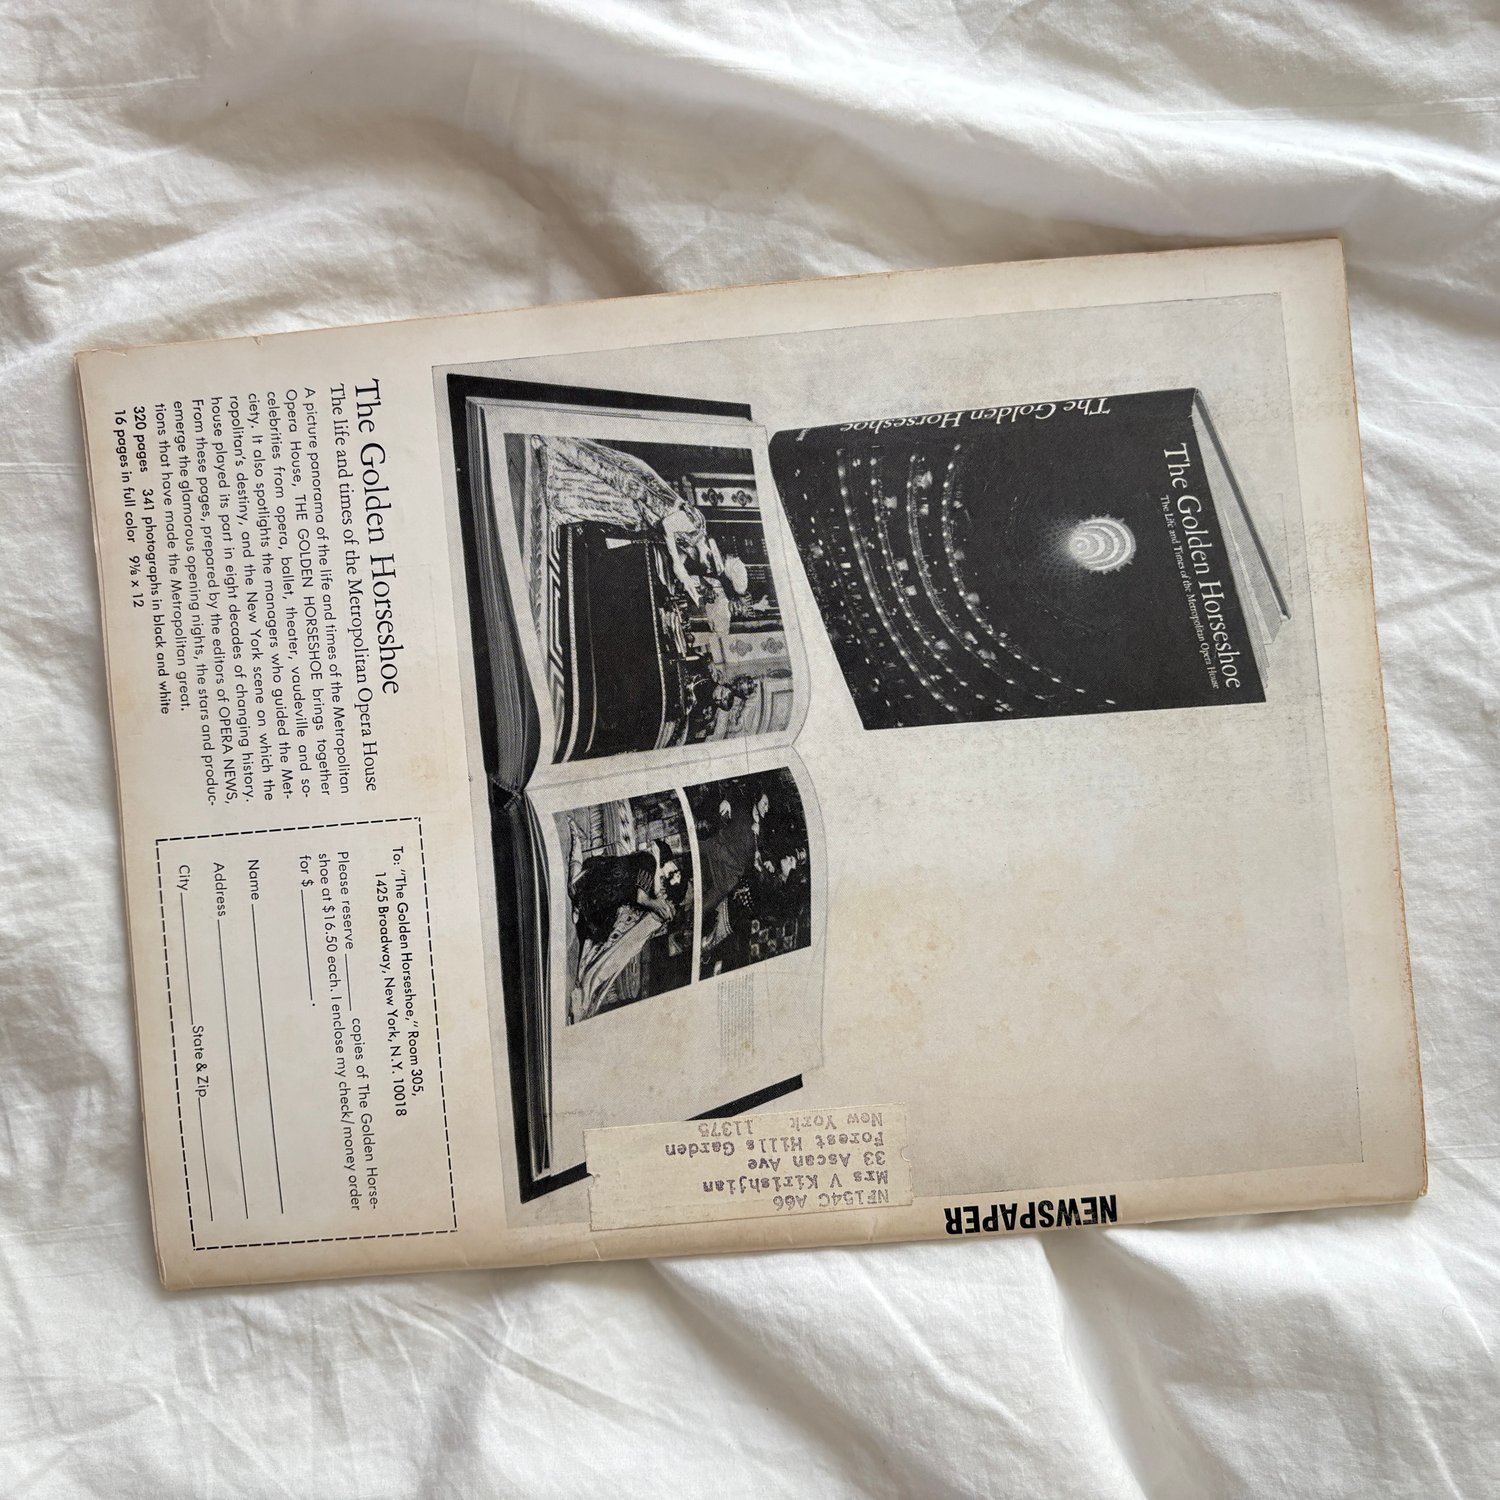 The Golden Horseshoe
The Golden Horseshoe
The Life and Times of the Metropolitan Opera House
The Golden Horseshoe
The life and times of the Metropolitan Opera House
A picture panorama of the life and times of the Metropolitan
Opera House, THE GOLDEN HORSESHOE brings together
celebrities from opera, ballet, theater, vaudeville and so-
ciety. It also spotlights the managers who guided the Met-
ropolitan's destiny, and the New York scene on which the
house played its part in eight decades of changing history.
From these pages, prepared by the editors of OPERA NEWS,
emerge the glamorous opening nights, the stars and produc-
tions that have made the Metropolitan great.
320 pages 341 photographs in black and white
16 pages in full color 9⅛ x 12
To: "The Golden Horseshoe," Room 305,
1425 Broadway, New York, N.Y. 10018
Please reserve copies of The Golden Horse-
shoe at $16.50 each. I enclose my check/money order
for $ .
Name
Address
City State & Zip
NF154C A66
Mrs V Kirishjian
33 Ascan Ave
Forest Hills Garden
New York 11375
NEWSPAPER